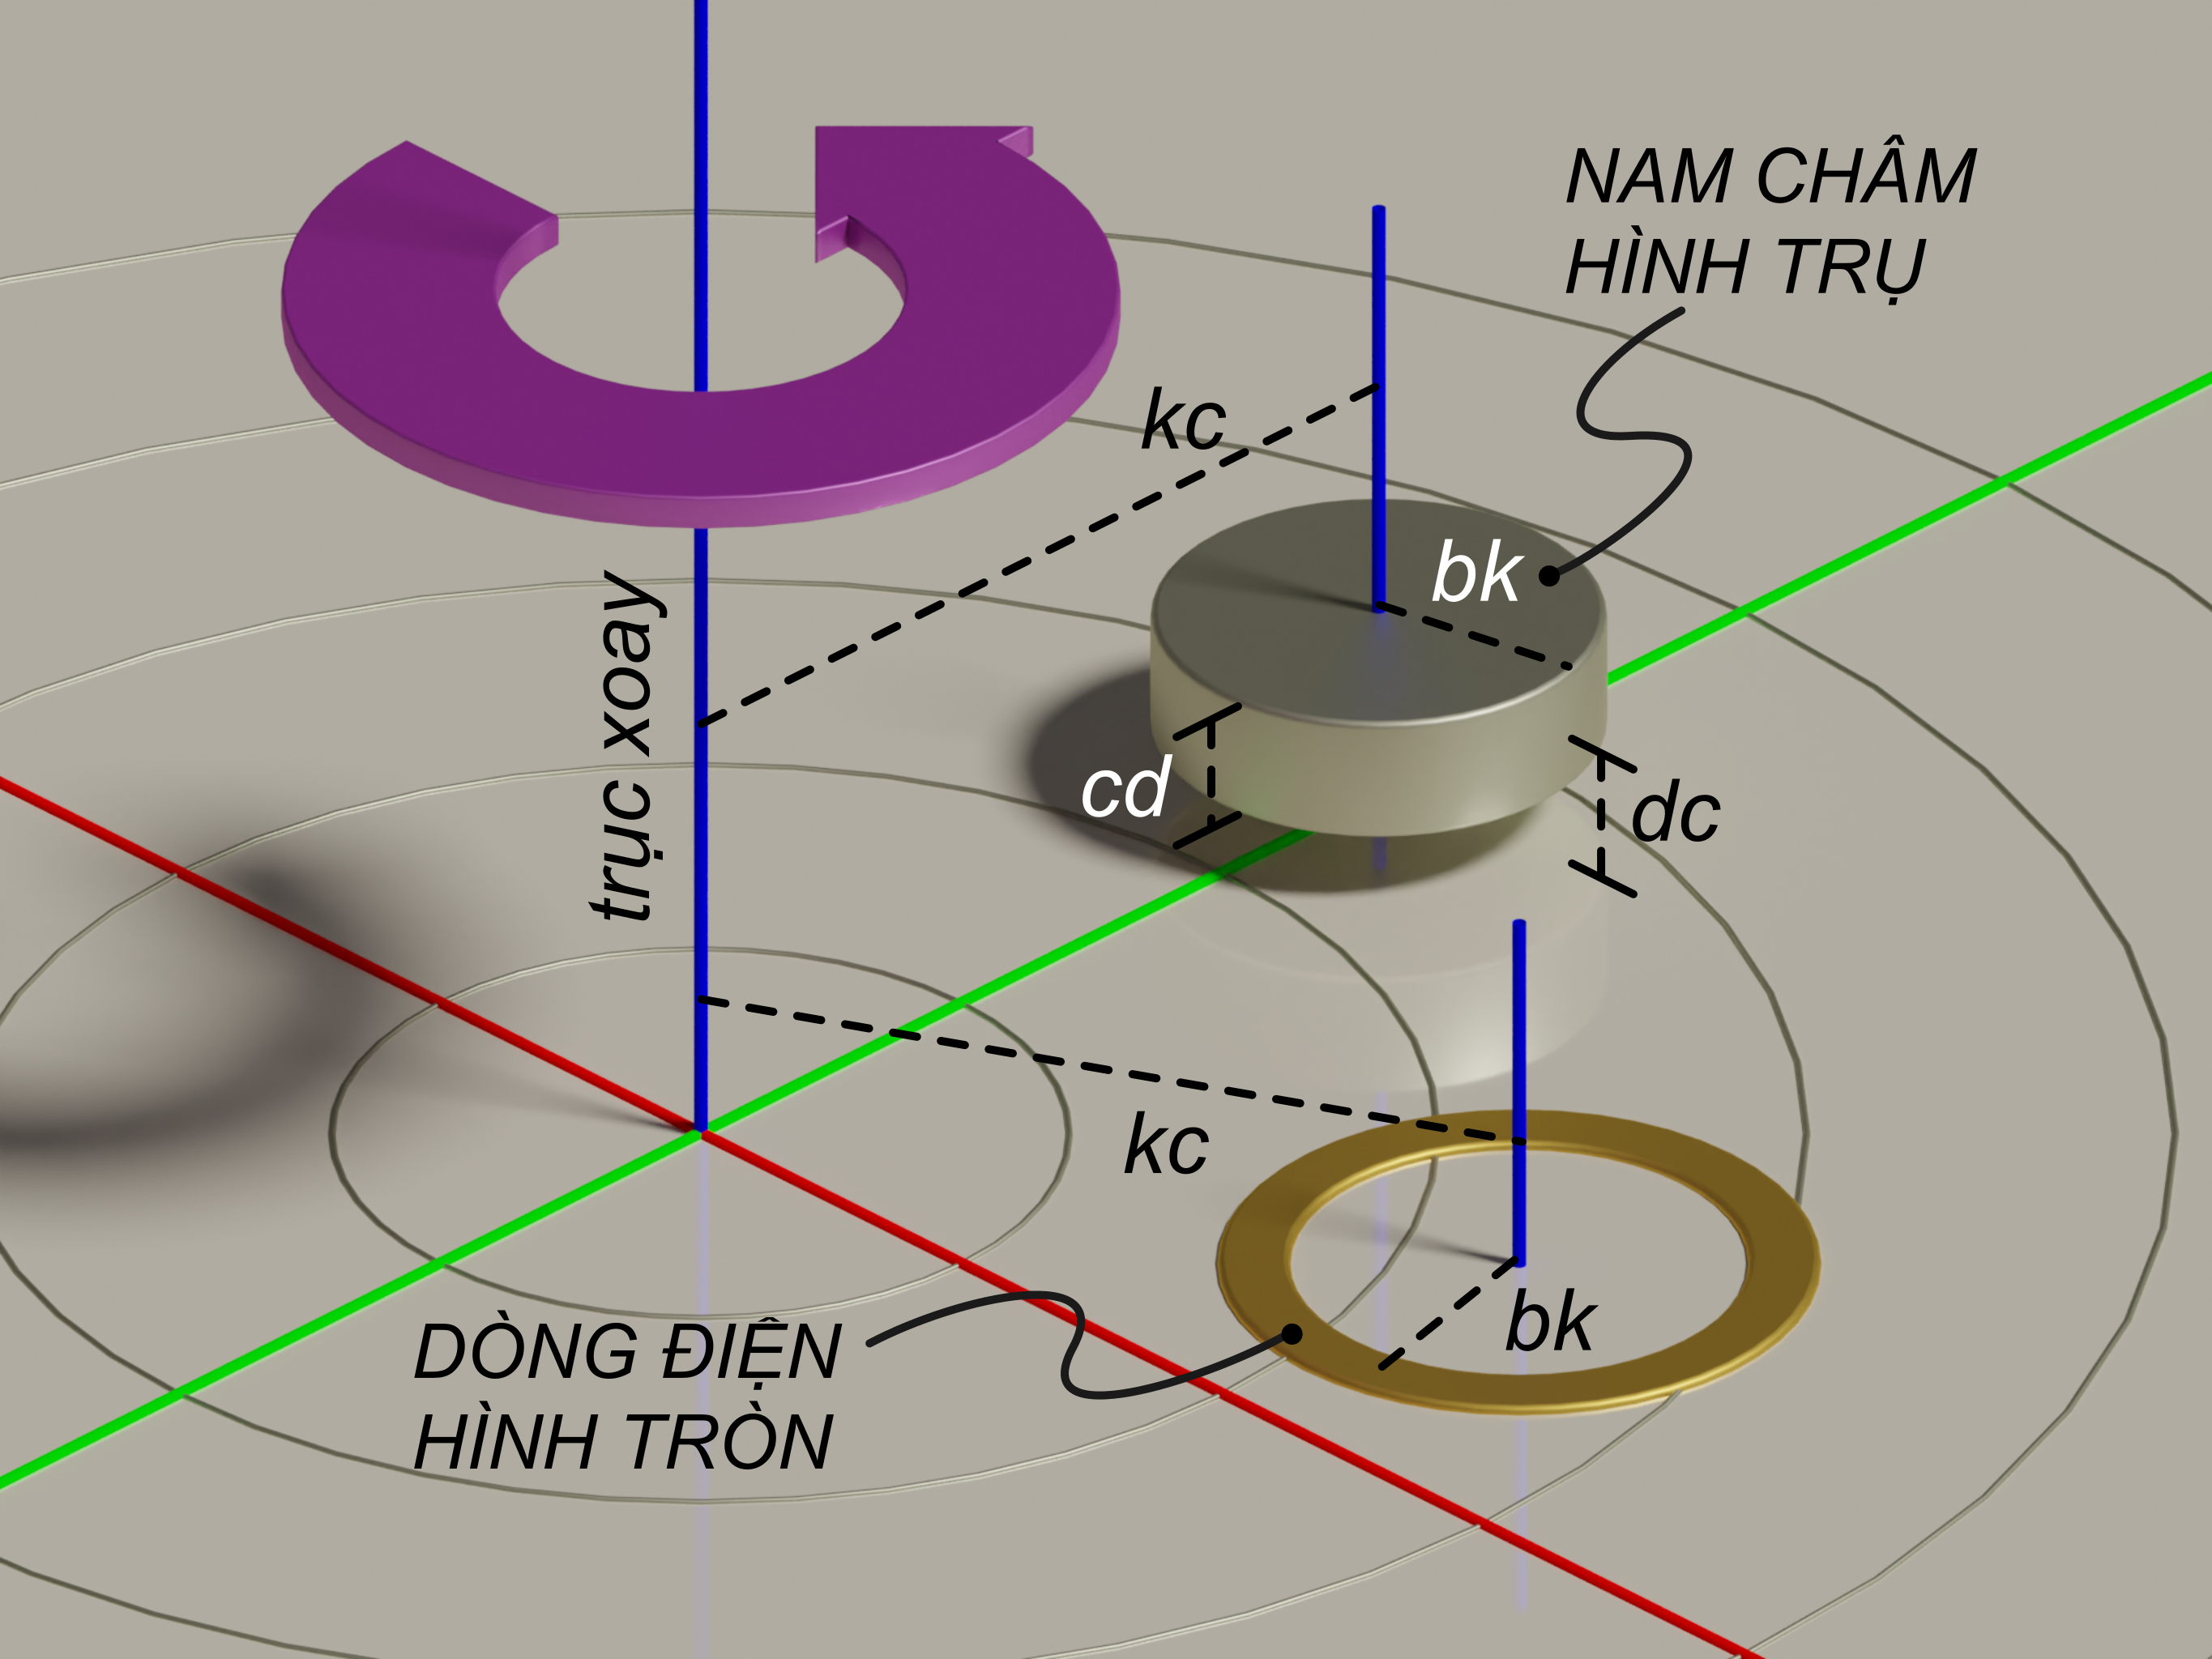 NAM CHÂM
HÌNH TRỤ
kc
bk
trục xoay
cd
dc
kc
bk
DÒNG ĐIỆN
HÌNH TRÒN